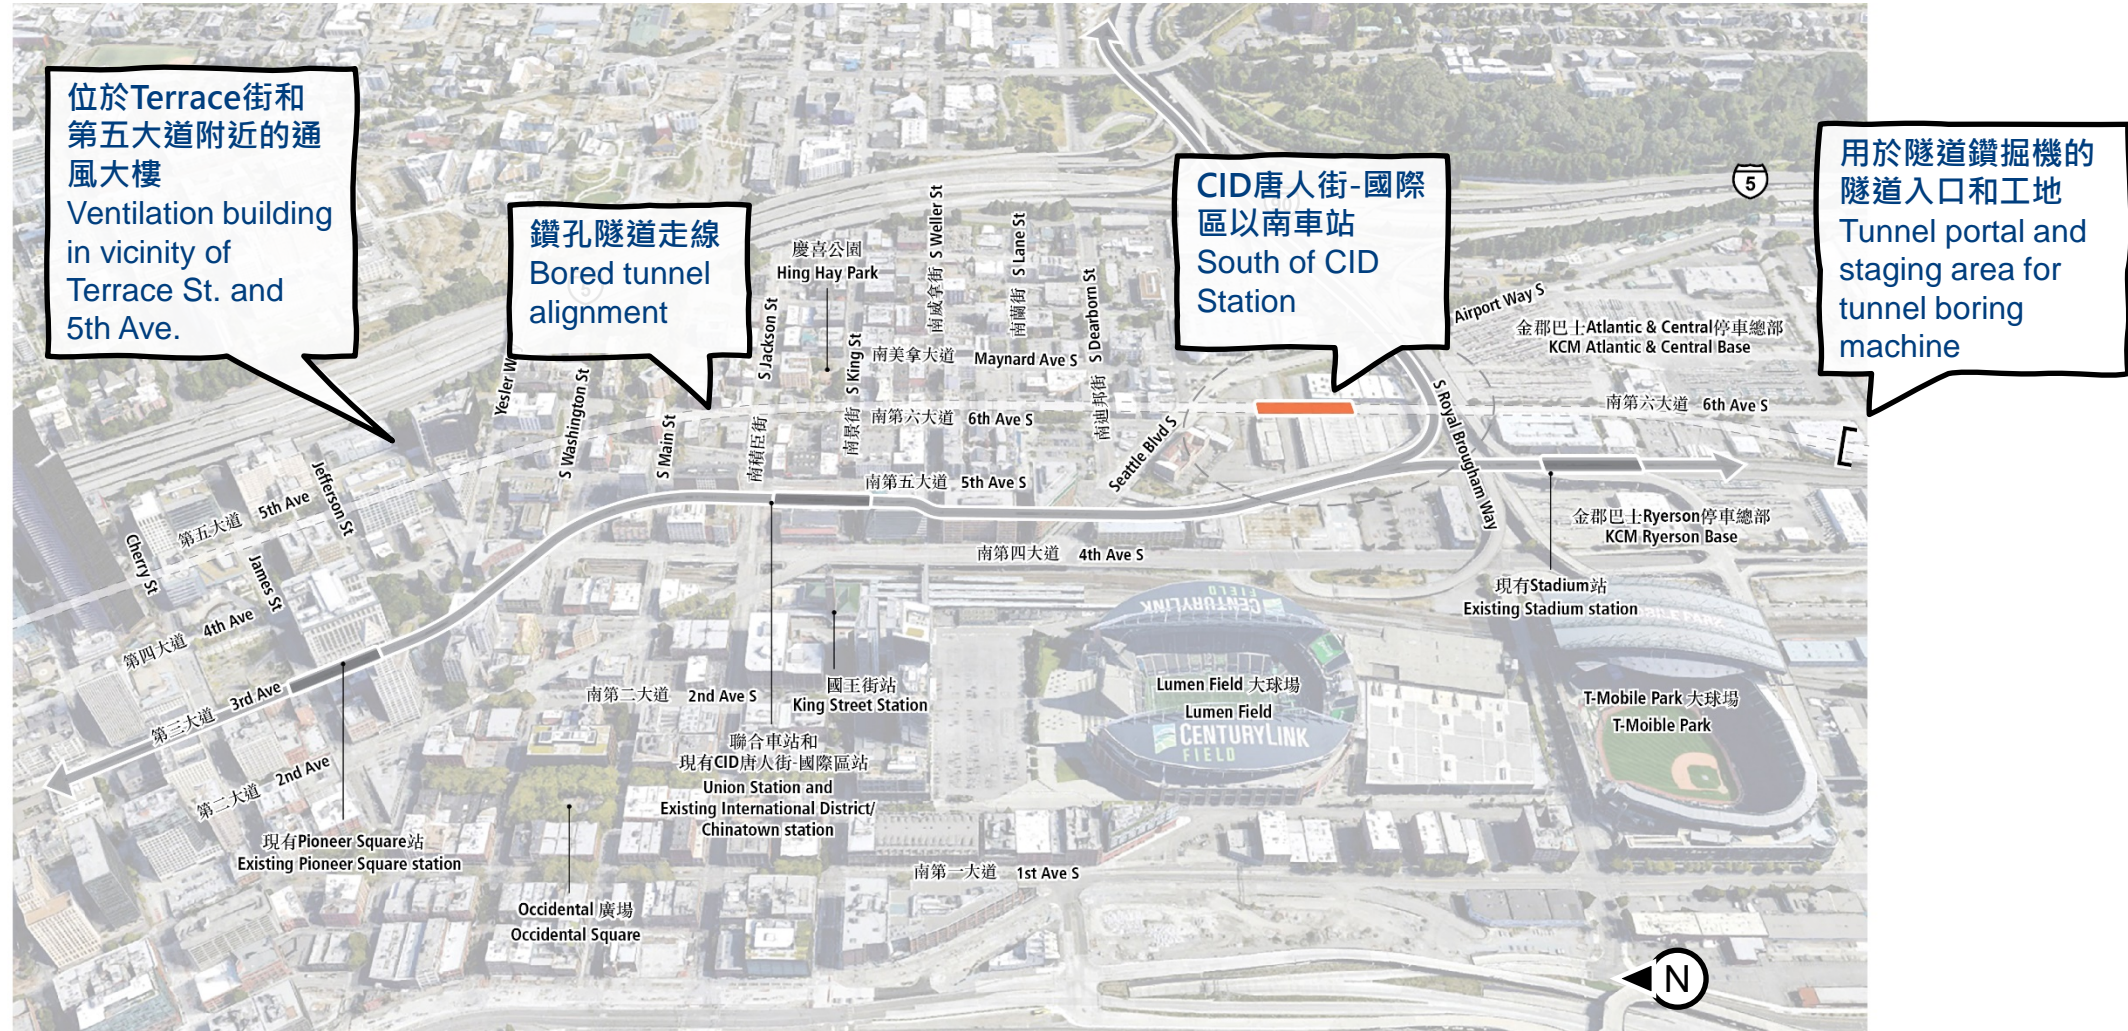 位於Terrace街和
第五大道附近的通
風大樓
Ventilation building
in vicinity of
Terrace St. and
5th Ave.
鑽孔隧道走線
Bored tunnel
alignment
CID唐人街-國際
區以南車站
South of CID
Station
用於隧道鑽掘機的
隧道入口和工地
Tunnel portal and
staging area for
tunnel boring
machine
5
慶喜公園
Hing Hay Park
南威拿街 S Weller St
南蘭街 S Lane St
南迪邦街 S Dearborn St
S Jackson St
南積臣街
南景街 S King St
南美拿大道 Maynard Ave S
Airport Way S
金郡巴士Atlantic & Central停車總部
KCM Atlantic & Central Base
Yesler W
S Washington St
S Main St
南第六大道 6th Ave S
Seattle Blvd S
S Royal Brougham Way
南第六大道 6th Ave S
南第五大道 5th Ave S
第五大道 5th Ave
Jefferson St
Cherry St
James St
第四大道 4th Ave
南第四大道 4th Ave S
金郡巴士Ryerson停車總部
KCM Ryerson Base
現有Stadium站
Existing Stadium station
第三大道 3rd Ave
第二大道 2nd Ave
南第二大道 2nd Ave S
國王街站
King Street Station
聯合車站和
現有CID唐人街-國際區站
Union Station and
Existing International District/
Chinatown station
CENTURYLINK
FIELD
Lumen Field 大球場
Lumen Field
CENTURYLINK
FIELD
T-Mobile Park 大球場
T-Moible Park
現有Pioneer Square站
Existing Pioneer Square station
南第一大道 1st Ave S
Occidental 廣場
Occidental Square
N